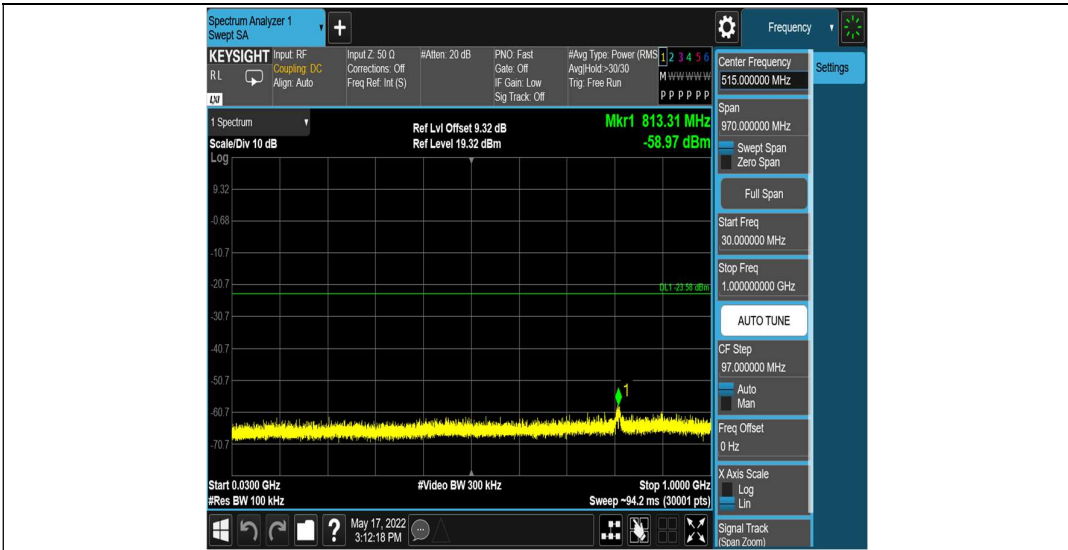 Spectrum Analyzer 1
Swept SA
+
Frequency
KEYSIGHT Input: RF Input Z: 50 Ω #Atten: 20 dB PNO: Fast #Avg Type: Power (RMS 1 2 3 4 5 6
RL Coupling: DC Corrections: Off Gate: Off Avg|Hold:>30/30 M W W W W W
Align: Auto Freq Ref: Int (S) IF Gain: Low Trig: Free Run
LXI Sig Track: Off P P P P P P
1 Spectrum
Ref Lvl Offset 9.32 dB Mkr1 813.31 MHz
Scale/Div 10 dB Ref Level 19.32 dBm -58.97 dBm
Log
9.32
-0.68
-10.7
-20.7
DL1 -23.58 dBm
-30.7
-40.7
-50.7
1
-60.7
-70.7
Start 0.0300 GHz #Video BW 300 kHz Stop 1.0000 GHz
#Res BW 100 kHz Sweep ~94.2 ms (30001 pts)
? May 17, 2022
3:12:18 PM
Center Frequency
515.000000 MHz
Settings
Span
970.000000 MHz
Swept Span
Zero Span
Full Span
Start Freq
30.000000 MHz
Stop Freq
1.000000000 GHz
AUTO TUNE
CF Step
97.000000 MHz
Auto
Man
Freq Offset
0 Hz
X Axis Scale
Log
Lin
Signal Track
(Span Zoom)